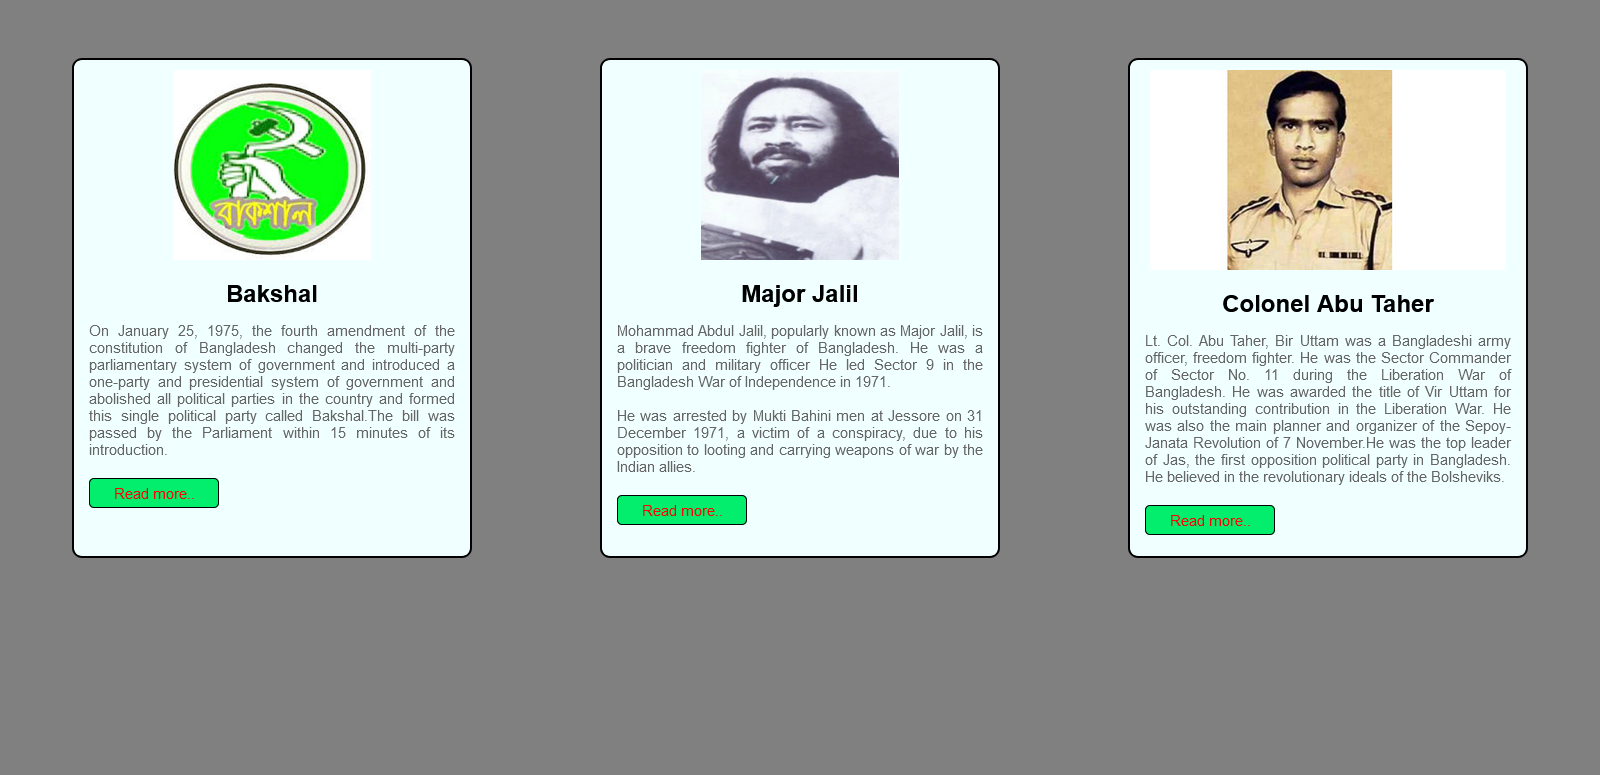 বাকশাল
Bakshal
On January 25, 1975, the fourth amendment of the
constitution of Bangladesh changed the multi-party
parliamentary system of government and introduced a
one-party and presidential system of government and
abolished all political parties in the country and formed
this single political party called Bakshal.The bill was
passed by the Parliament within 15 minutes of its
introduction.
Read more..
Major Jalil
Mohammad Abdul Jalil, popularly known as Major Jalil, is
a brave freedom fighter of Bangladesh. He was a
politician and military officer He led Sector 9 in the
Bangladesh War of Independence in 1971.
He was arrested by Mukti Bahini men at Jessore on 31
December 1971, a victim of a conspiracy, due to his
opposition to looting and carrying weapons of war by the
Indian allies.
Read more..
Colonel Abu Taher
Lt. Col. Abu Taher, Bir Uttam was a Bangladeshi army
officer, freedom fighter. He was the Sector Commander
of Sector No. 11 during the Liberation War of
Bangladesh. He was awarded the title of Vir Uttam for
his outstanding contribution in the Liberation War. He
was also the main planner and organizer of the Sepoy-
Janata Revolution of 7 November.He was the top leader
of Jas, the first opposition political party in Bangladesh.
He believed in the revolutionary ideals of the Bolsheviks.
Read more..